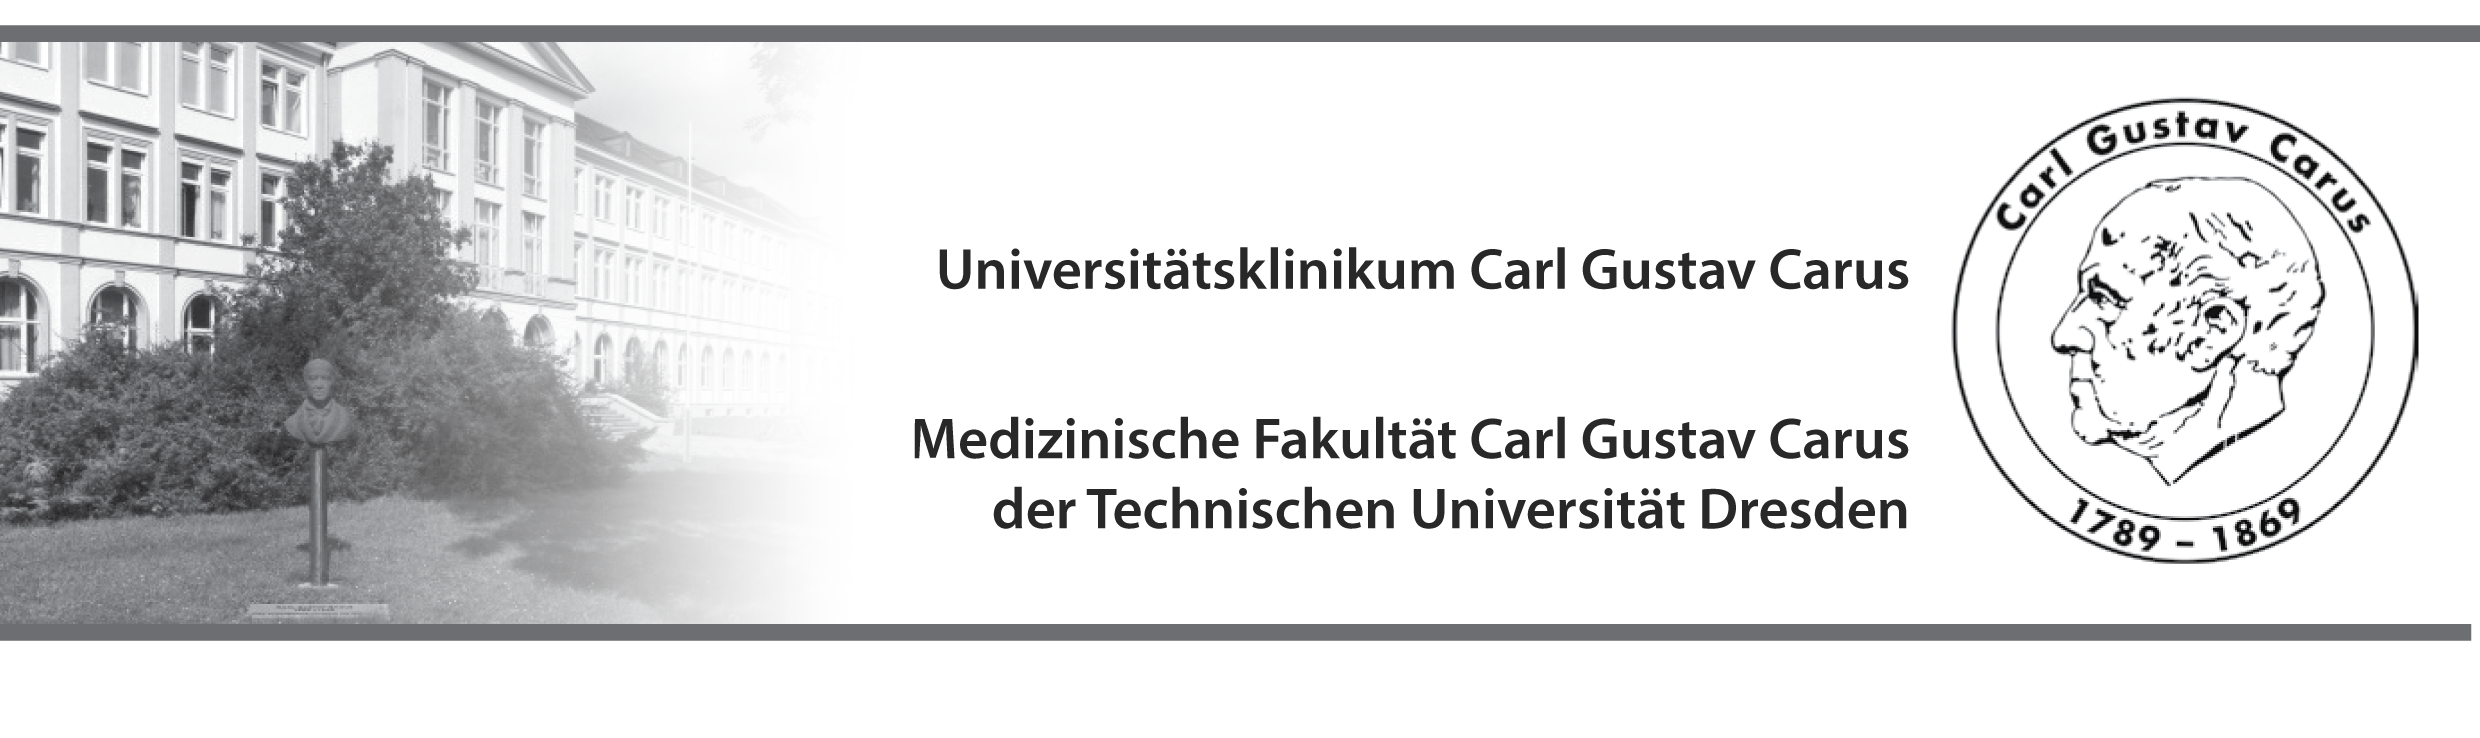 Universitätsklinikum Carl Gustav Carus
Medizinische Fakultät Carl Gustav Carus
der Technischen Universität Dresden
Carl Gustav Carus
1789 – 1869